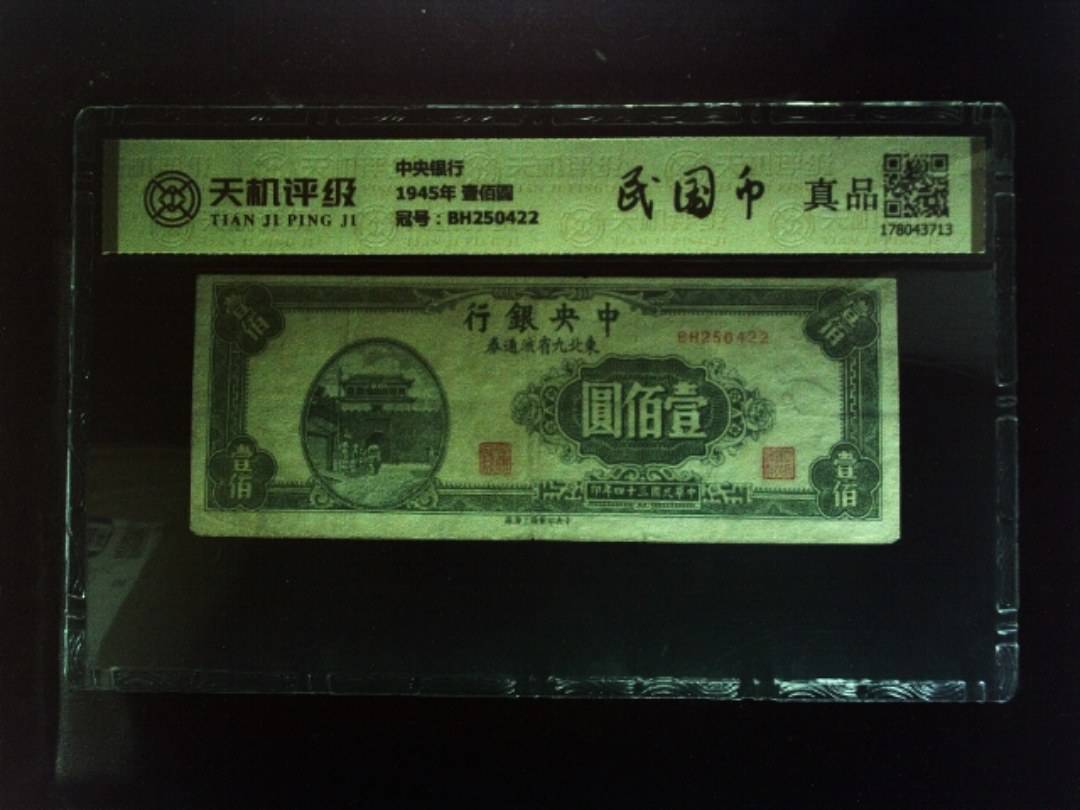 天机评级
TIAN JI PING JI
中央银行
1945年 壹佰圆
冠号：BH250422
民国币
真品
178043713
行銀央中
券通流省九北東
BH250422
圓佰壹
壹佰
壹佰
壹佰
壹佰
印年四十三國民華中